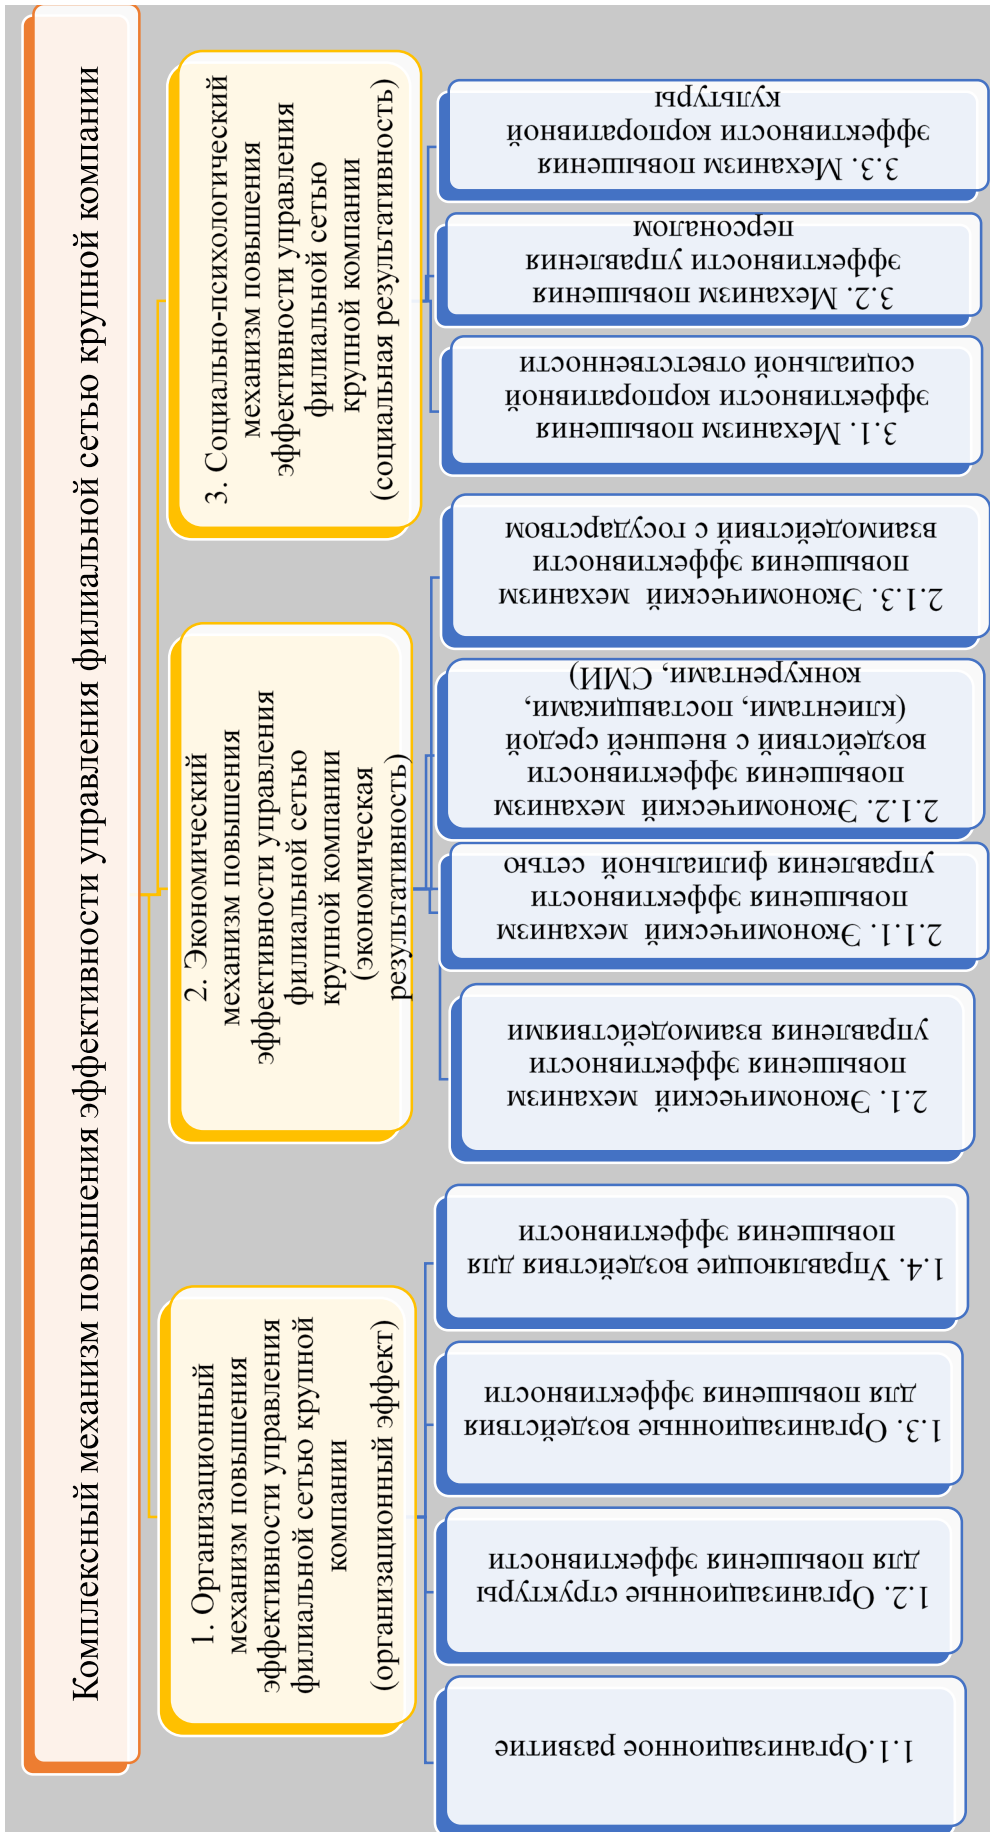 Комплексный механизм повышения эффективности управления филиальной сетью крупной компании
1. Организационный
механизм повышения
эффективности управления
филиальной сетью крупной
компании
(организационный эффект)
1.1.Организационное развитие
1.2. Организационные структуры
для повышения эффективности
1.3. Организационные воздействия
для повышения эффективности
1.4. Управляющие воздействия для
повышения эффективности
2. Экономический
механизм повышения
эффективности управления
филиальной сетью
крупной компании
(экономическая
результативность)
2.1. Экономический механизм
повышения эффективности
управления взаимодействиями
2.1.1. Экономический механизм
повышения эффективности
управления филиальной сетью
2.1.2. Экономический механизм
повышения эффективности
воздействий с внешней средой
(клиентами, поставщиками,
конкурентами, СМИ)
2.1.3. Экономический механизм
повышения эффективности
взаимодействий с государством
3. Социально-психологический
механизм повышения
эффективности управления
филиальной сетью
крупной компании
(социальная результативность)
3.1. Механизм повышения
эффективности корпоративной
социальной ответственности
3.2. Механизм повышения
эффективности управления
персоналом
3.3. Механизм повышения
эффективности корпоративной
культуры